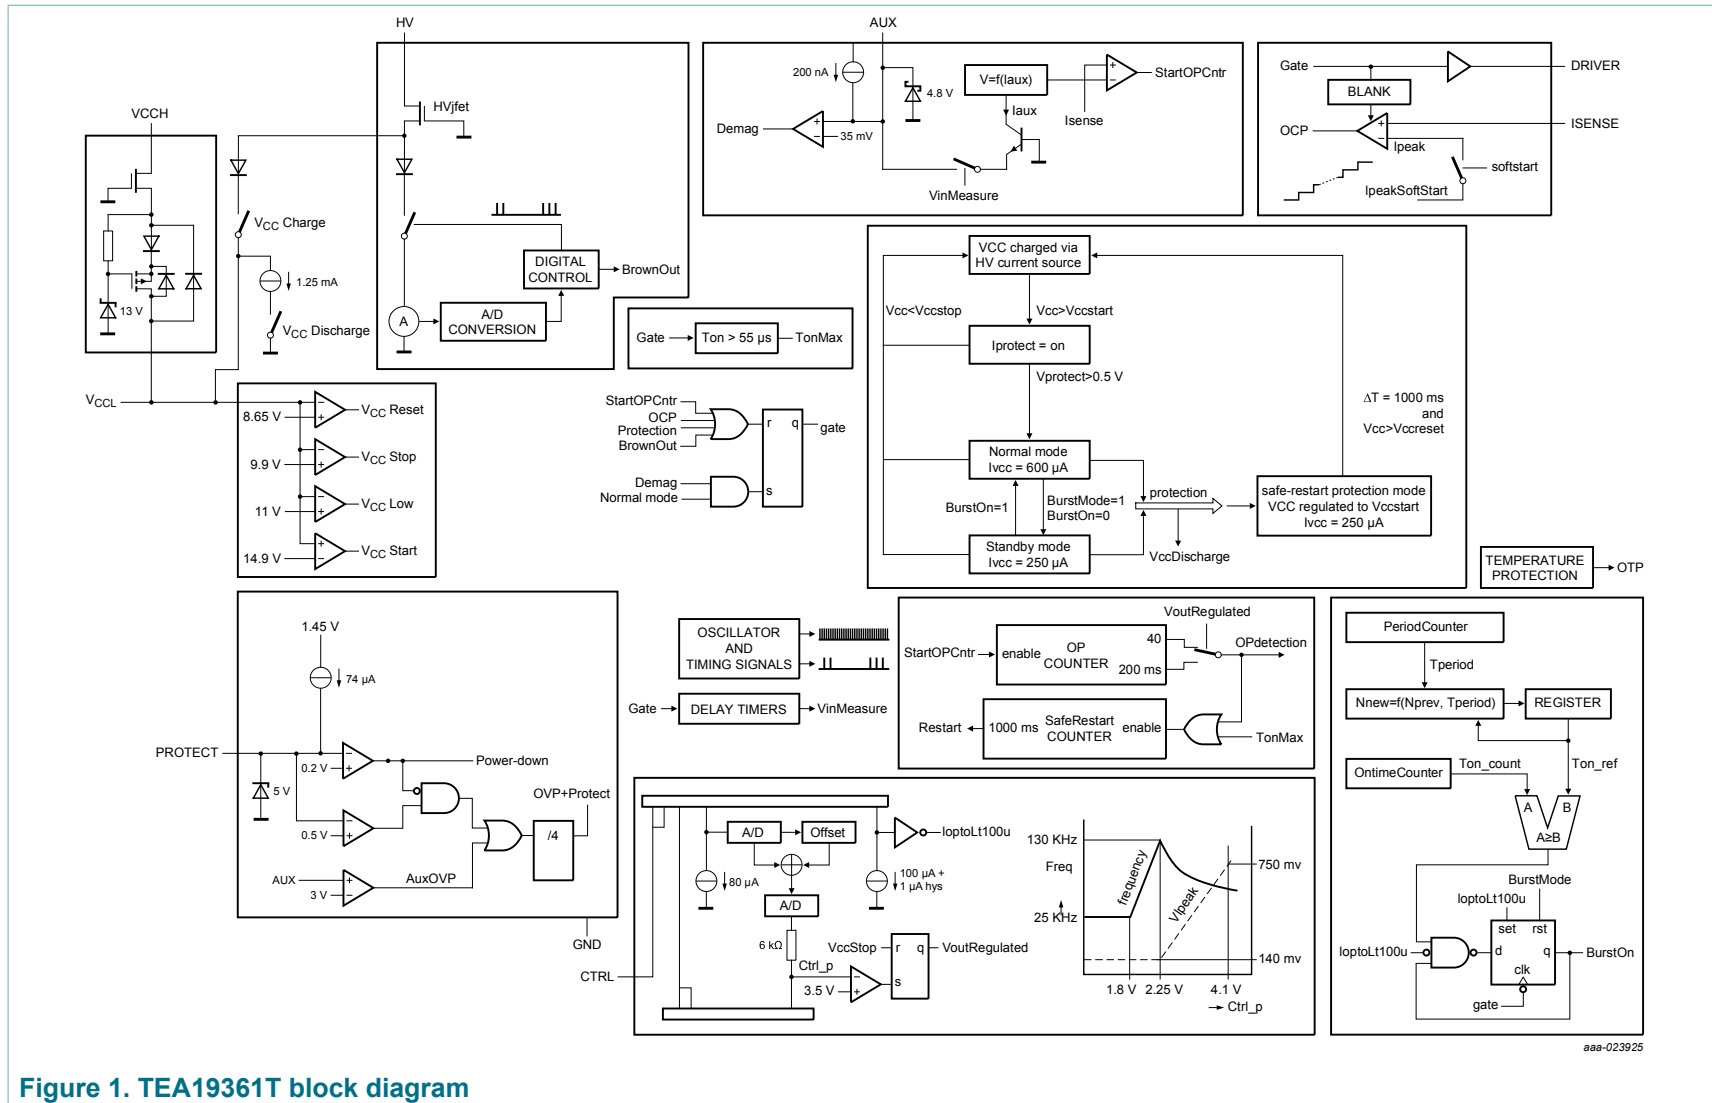 HV
HVjfet
DIGITAL
CONTROL
BrownOut
A
A/D
CONVERSION
VCCH
13 V
VCC Charge
1.25 mA
VCC Discharge
VCCL
AUX
200 nA
4.8 V
Demag
+
−
35 mV
V=f(Iaux)
Iaux
+
−
StartOPCntr
Isense
VinMeasure
Gate
DRIVER
BLANK
OCP
+
−
ISENSE
Ipeak
softstart
IpeakSoftStart
Gate
Ton > 55 µs
TonMax
VCC charged via
HV current source
Vcc<Vccstop
Vcc>Vccstart
Iprotect = on
Vprotect>0.5 V
ΔT = 1000 ms
and
Vcc>Vccreset
Normal mode
Ivcc = 600 µA
BurstOn=1
BurstMode=1
BurstOn=0
protection
safe-restart protection mode
VCC regulated to Vccstart
Ivcc = 250 µA
Standby mode
Ivcc = 250 µA
VccDischarge
8.65 V
−
+
VCC Reset
9.9 V
−
+
VCC Stop
11 V
−
+
VCC Low
14.9 V
+
−
VCC Start
StartOPCntr
OCP
Protection
BrownOut
r
q
gate
Demag
Normal mode
s
TEMPERATURE
PROTECTION
OTP
1.45 V
74 µA
PROTECT
−
+
0.2 V
Power-down
5 V
−
+
0.5 V
OVP+Protect
/4
AUX
+
−
3 V
AuxOVP
GND
OSCILLATOR
AND
TIMING SIGNALS
Gate
DELAY TIMERS
VinMeasure
VoutRegulated
StartOPCntr
enable
OP
COUNTER
40
200 ms
OPdetection
Restart
1000 ms
SafeRestart
COUNTER
enable
TonMax
PeriodCounter
Tperiod
Nnew=f(Nprev, Tperiod)
REGISTER
OntimeCounter
Ton_count
Ton_ref
A
B
A≥B
BurstMode
IoptoLt100u
set
rst
IoptoLt100u
d
q
BurstOn
clk
gate
A/D
Offset
IoptoLt100u
80 µA
100 µA +
1 µA hys
A/D
6 kΩ
CTRL
Ctrl_p
3.5 V
−
+
VccStop
r
q
VoutRegulated
s
130 KHz
Freq
25 KHz
frequency
VIpeak
750 mv
140 mv
1.8 V
2.25 V
4.1 V
Ctrl_p
aaa-023925
Figure 1. TEA19361T block diagram